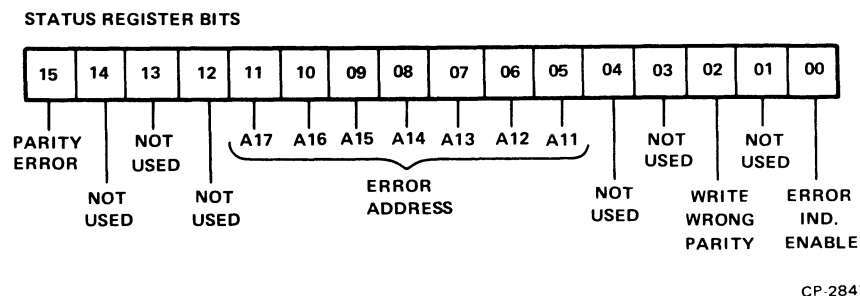 STATUS REGISTER BITS
15 14 13 12 11 10 09 08 07 06 05 04 03 02 01 00
PARITY ERROR
NOT USED
NOT USED
NOT USED
A17 A16 A15 A14 A13 A12 A11
ERROR ADDRESS
NOT USED
NOT USED
WRITE WRONG PARITY
NOT USED
ERROR IND. ENABLE
CP-284